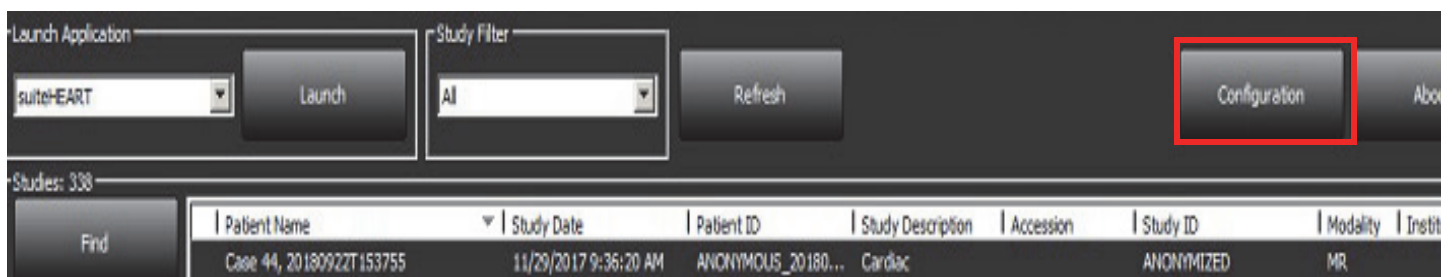 Launch Application
Study Filter
suiteHEART
Launch
All
Refresh
Configuration
Abou
Studies: 338
Find
Patient Name
Study Date
Patient ID
Study Description
Accession
Study ID
Modality
Instit
Case 44, 20180922T153755
11/29/2017 9:36:20 AM
ANONYMOUS_20180...
Cardiac
ANONYMIZED
MR